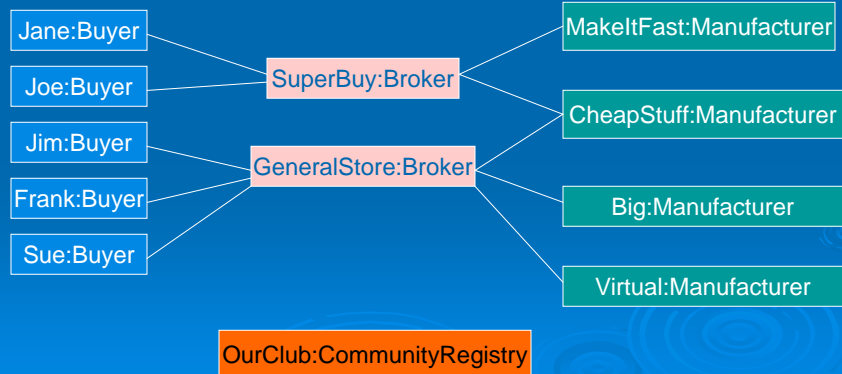 Jane:Buyer
Joe:Buyer
Jim:Buyer
Frank:Buyer
Sue:Buyer
SuperBuy:Broker
GeneralStore:Broker
MakeItFast:Manufacturer
CheapStuff:Manufacturer
Big:Manufacturer
Virtual:Manufacturer
OurClub:CommunityRegistry